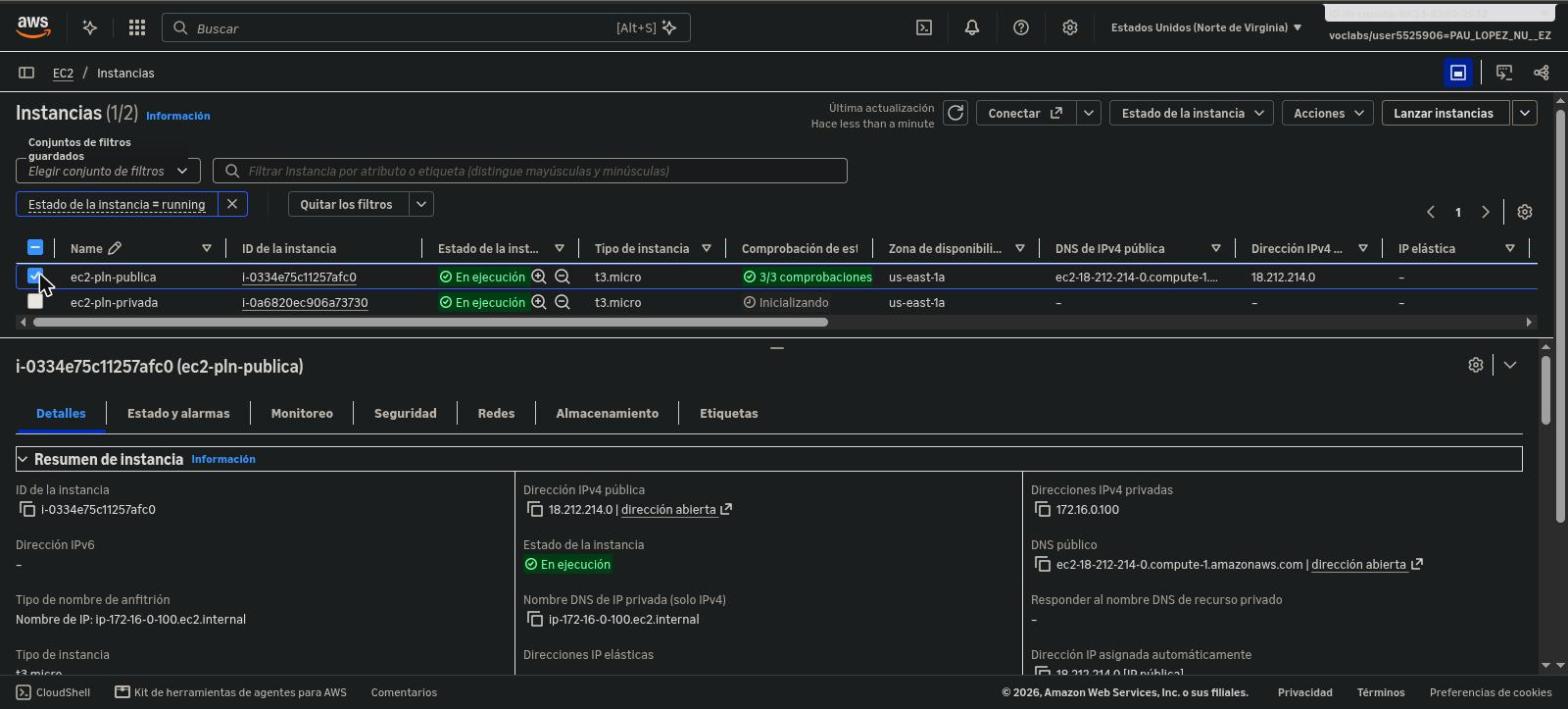 aws
Buscar [Alt+S] Estados Unidos (Norte de Virginia) ▼ voclabs/user5525906=PAU_LOPEZ_NU__EZ
EC2 / Instancias
Instancias (1/2) Información
Última actualización
Hace less than a minute
Conectar Estado de la instancia Acciones Lanzar instancias
Conjuntos de filtros
guardados
Elegir conjunto de filtros Filtrar Instancia por atributo o etiqueta (distingue mayúsculas y minúsculas)
Estado de la instancia = running Quitar los filtros 1
Name ID de la instancia Estado de la inst... Tipo de instancia Comprobación de est Zona de disponibili... DNS de IPv4 pública Dirección IPv4 ... IP elástica
ec2-pln-publica i-0334e75c11257afc0 En ejecución t3.micro 3/3 comprobaciones us-east-1a ec2-18-212-214-0.compute-1.... 18.212.214.0 –
ec2-pln-privada i-0a6820ec906a73730 En ejecución t3.micro Inicializando us-east-1a – – –
i-0334e75c11257afc0 (ec2-pln-publica)
Detalles Estado y alarmas Monitoreo Seguridad Redes Almacenamiento Etiquetas
Resumen de instancia Información
ID de la instancia Dirección IPv4 pública Direcciones IPv4 privadas
i-0334e75c11257afc0 18.212.214.0 | dirección abierta 172.16.0.100
Dirección IPv6 Estado de la instancia DNS público
– En ejecución ec2-18-212-214-0.compute-1.amazonaws.com | dirección abierta
Tipo de nombre de anfitrión Nombre DNS de IP privada (solo IPv4) Responder al nombre DNS de recurso privado
Nombre de IP: ip-172-16-0-100.ec2.internal ip-172-16-0-100.ec2.internal –
Tipo de instancia Direcciones IP elásticas Dirección IP asignada automáticamente
t3.micro 18.212.214.0 [IP pública]
CloudShell Kit de herramientas de agentes para AWS Comentarios © 2026, Amazon Web Services, Inc. o sus filiales. Privacidad Términos Preferencias de cookies